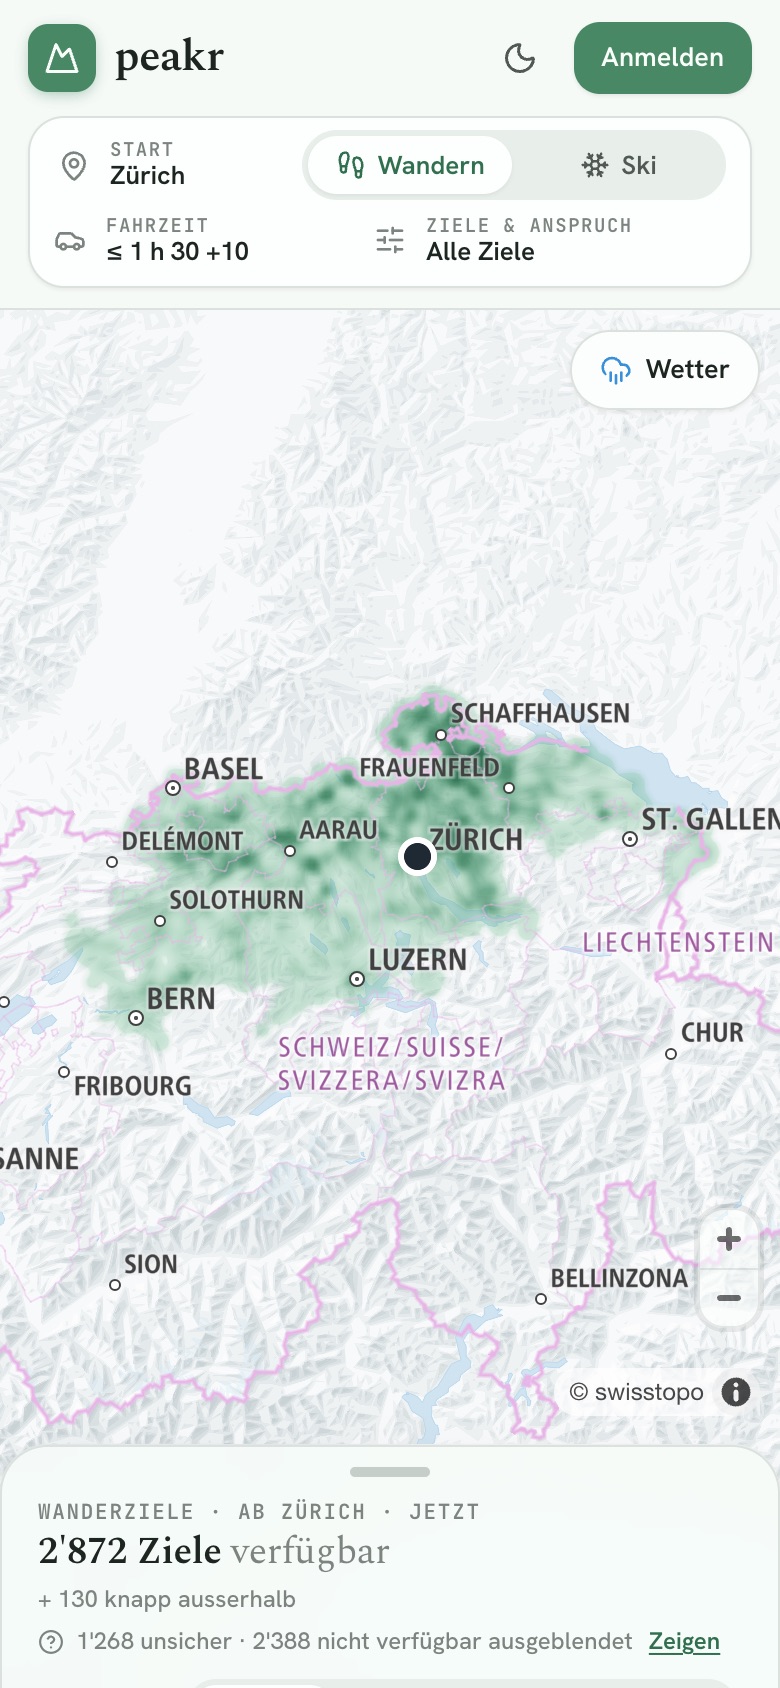 peakr
Anmelden
START
Zürich
Wandern
Ski
FAHRZEIT
≤ 1 h 30 +10
ZIELE & ANSPRUCH
Alle Ziele
Wetter
SCHAFFHAUSEN
BASEL
FRAUENFELD
ST. GALLEN
DELÉMONT
AARAU
ZÜRICH
SOLOTHURN
LIECHTENSTEIN
LUZERN
BERN
CHUR
SCHWEIZ/SUISSE/
SVIZZERA/SVIZRA
FRIBOURG
SANNE
SION
BELLINZONA
© swisstopo
WANDERZIELE · AB ZÜRICH · JETZT
2'872 Ziele verfügbar
+ 130 knapp ausserhalb
1'268 unsicher · 2'388 nicht verfügbar ausgeblendet Zeigen